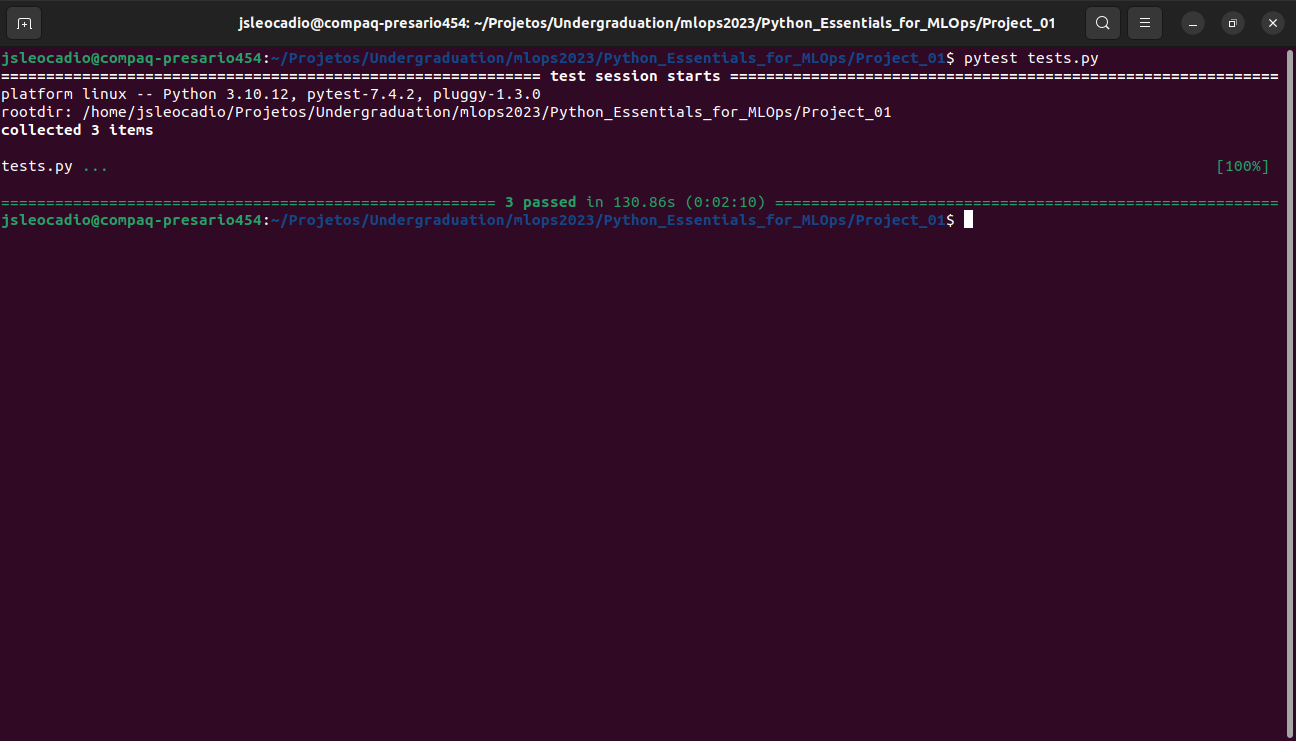 jsleocadio@compaq-presario454: ~/Projetos/Undergraduation/mlops2023/Python_Essentials_for_MLOps/Project_01
jsleocadio@compaq-presario454:~/Projetos/Undergraduation/mlops2023/Python_Essentials_for_MLOps/Project_01$ pytest tests.py
============================================================ test session starts =============================================================
platform linux -- Python 3.10.12, pytest-7.4.2, pluggy-1.3.0
rootdir: /home/jsleocadio/Projetos/Undergraduation/mlops2023/Python_Essentials_for_MLOps/Project_01
collected 3 items
tests.py ... [100%]
======================================================= 3 passed in 130.86s (0:02:10) ========================================================
jsleocadio@compaq-presario454:~/Projetos/Undergraduation/mlops2023/Python_Essentials_for_MLOps/Project_01$